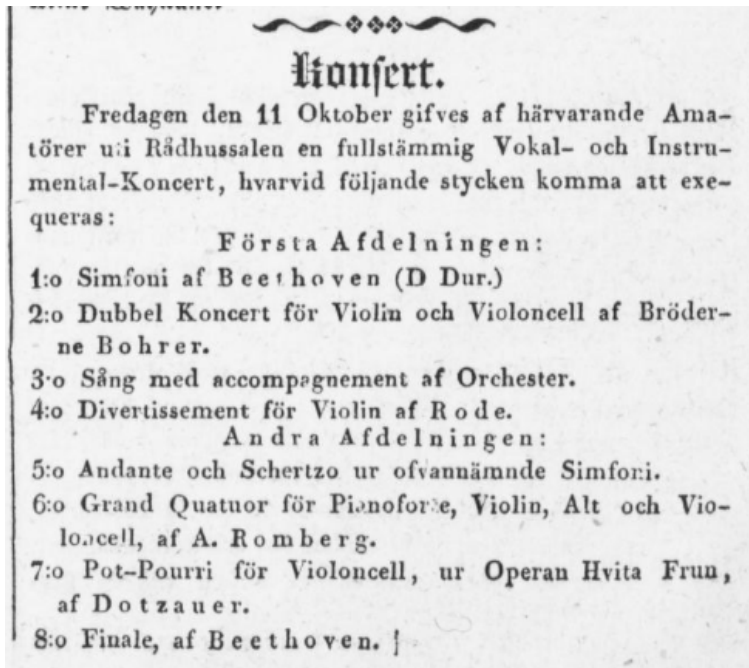 Konsert.
Fredagen den 11 Oktober gifves af härvarande Ama-
törer uti Rådhussalen en fullstämmig Vokal- och Instru-
mental-Koncert, hvarvid följande stycken komma att exe-
queras:
Första Afdelningen:
1:o Simfoni af Beethoven (D Dur.)
2:o Dubbel Koncert för Violin och Violoncell af Bröder-
ne Bohrer.
3:o Sång med accompagnement af Orchester.
4:o Divertissement för Violin af Rode.
Andra Afdelningen:
5:o Andante och Schertzo ur ofvannämnde Simfoni.
6:o Grand Quatuor för Pianoforte, Violin, Alt och Vio-
loncell, af A. Romberg.
7:o Pot-Pourri för Violoncell, ur Operan Hvita Frun,
af Dotzauer.
8:o Finale, af Beethoven.